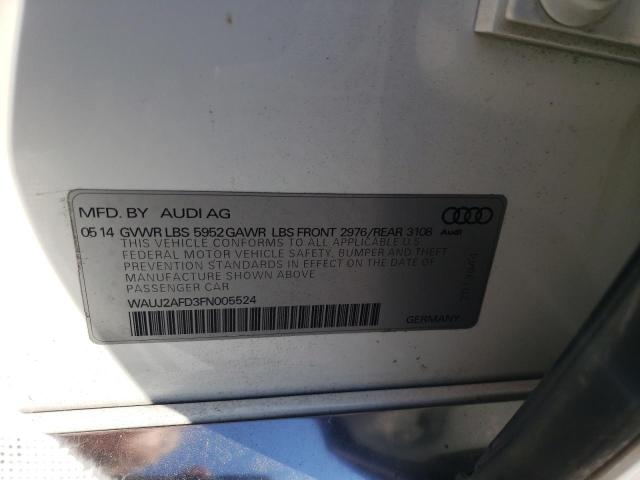 MFD. BY AUDI AG
05 14 GVWR LBS 5952 GAWR LBS FRONT 2976/REAR 3108
Audi
THIS VEHICLE CONFORMS TO ALL APPLICABLE U.S.
FEDERAL MOTOR VEHICLE SAFETY, BUMPER AND THEFT
PREVENTION STANDARDS IN EFFECT ON THE DATE OF
MANUFACTURE SHOWN ABOVE
PASSENGER CAR
WAUJ2AFD3FN005524
GERMANY